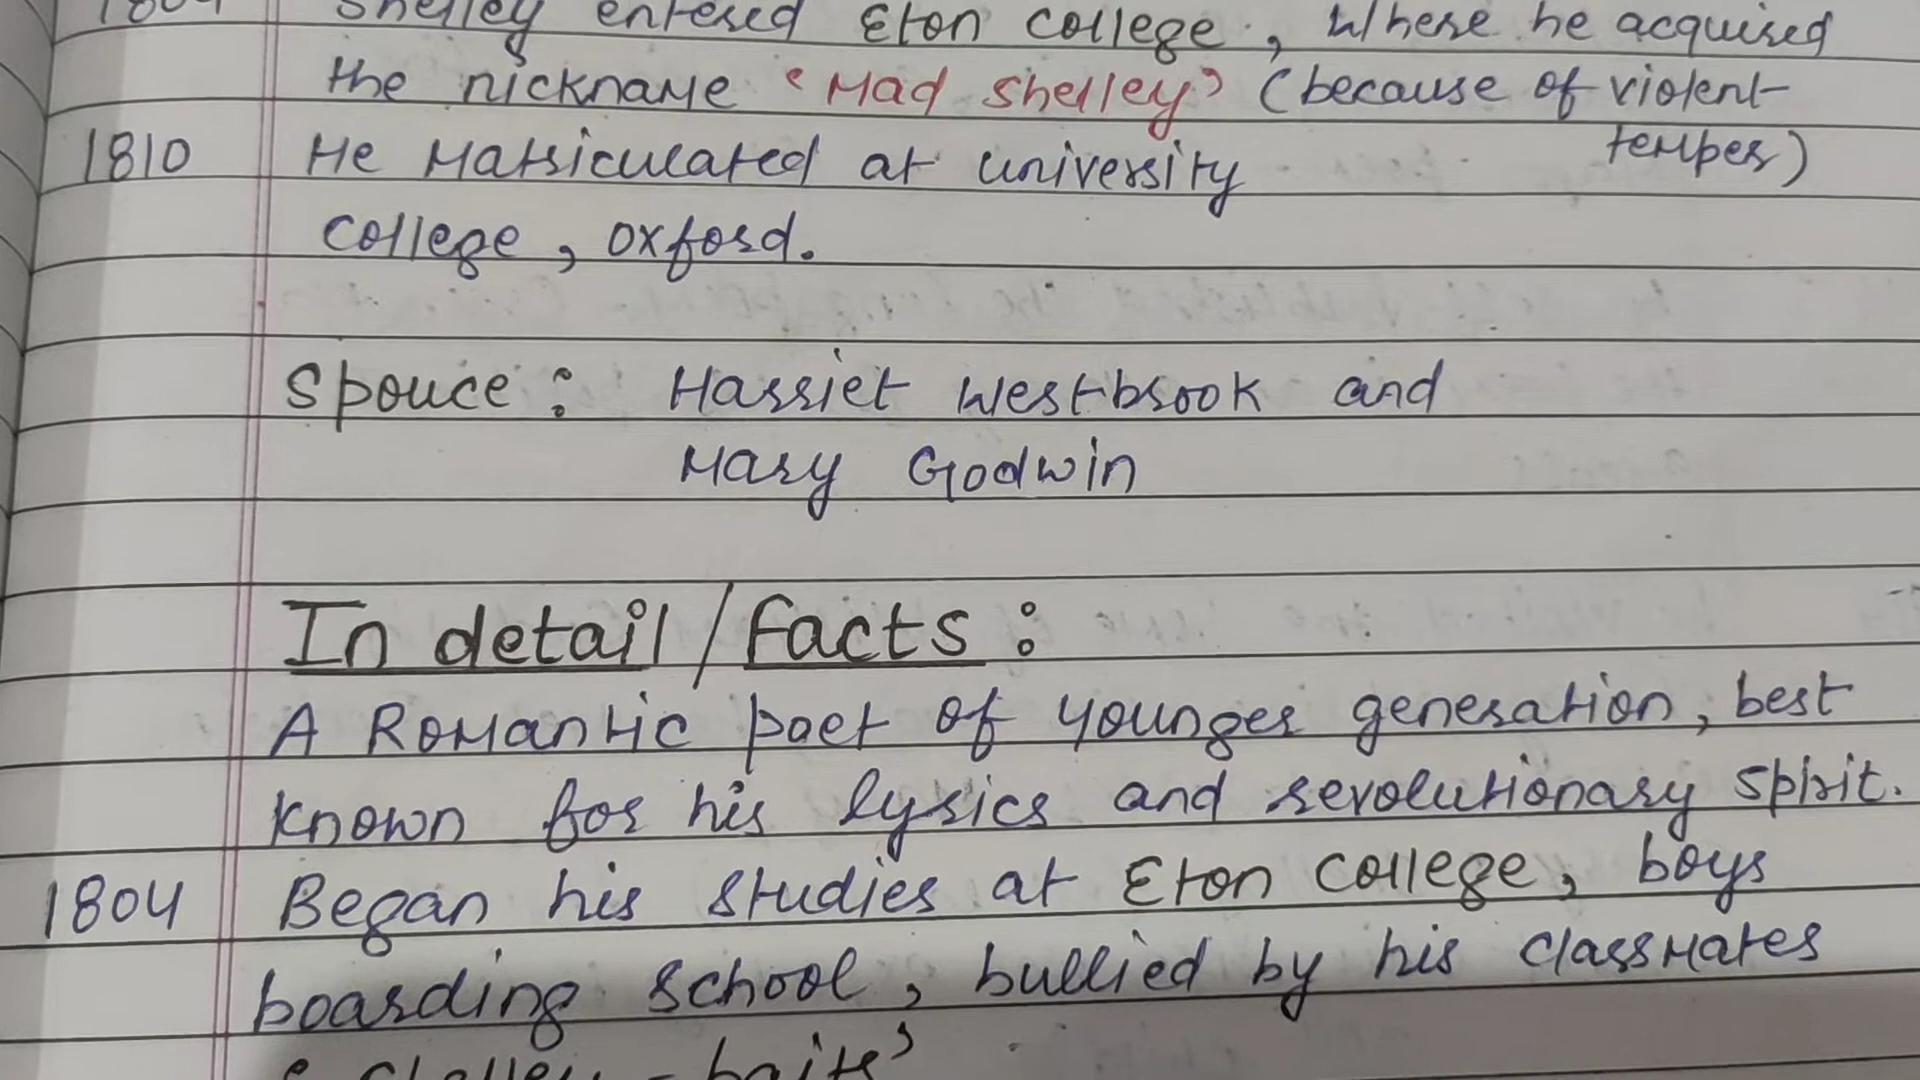 1804 Shelley entered Eton College, Where he acquired
the nickname 'Mad Shelley' (because of violent
temper)
1810 He Matriculated at university
college, oxford.
Spouce: Harriet Westbrook and
Mary Godwin
In detail/Facts:
A Romantic poet of younger generation, best
known for his lyrics and revolutionary spirit.
1804 Began his studies at Eton College, boys
boarding school, bullied by his classmates
'Shelley-baits'